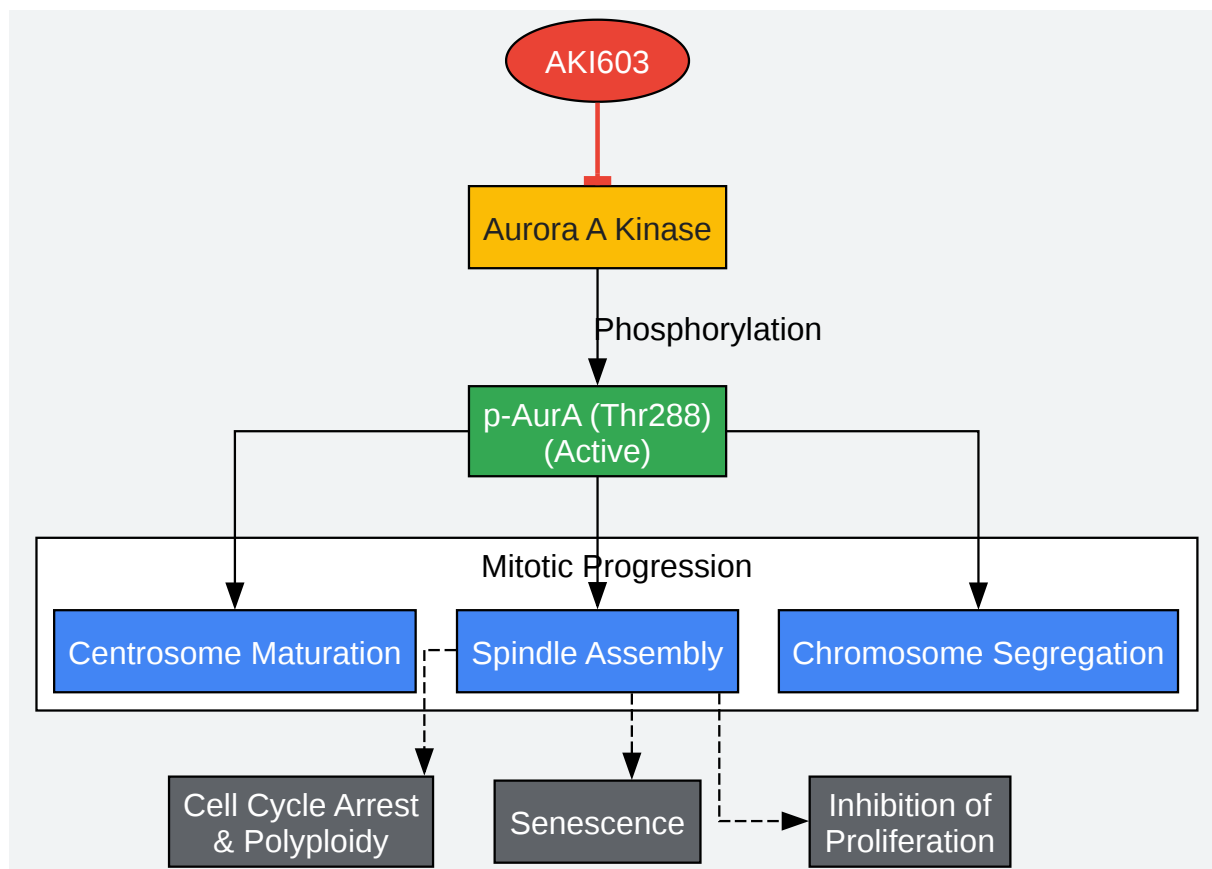 AKI603
Aurora A Kinase
Phosphorylation
p-AurA (Thr288)
(Active)
Mitotic Progression
Centrosome Maturation
Spindle Assembly
Chromosome Segregation
Cell Cycle Arrest
& Polyploidy
Senescence
Inhibition of
Proliferation